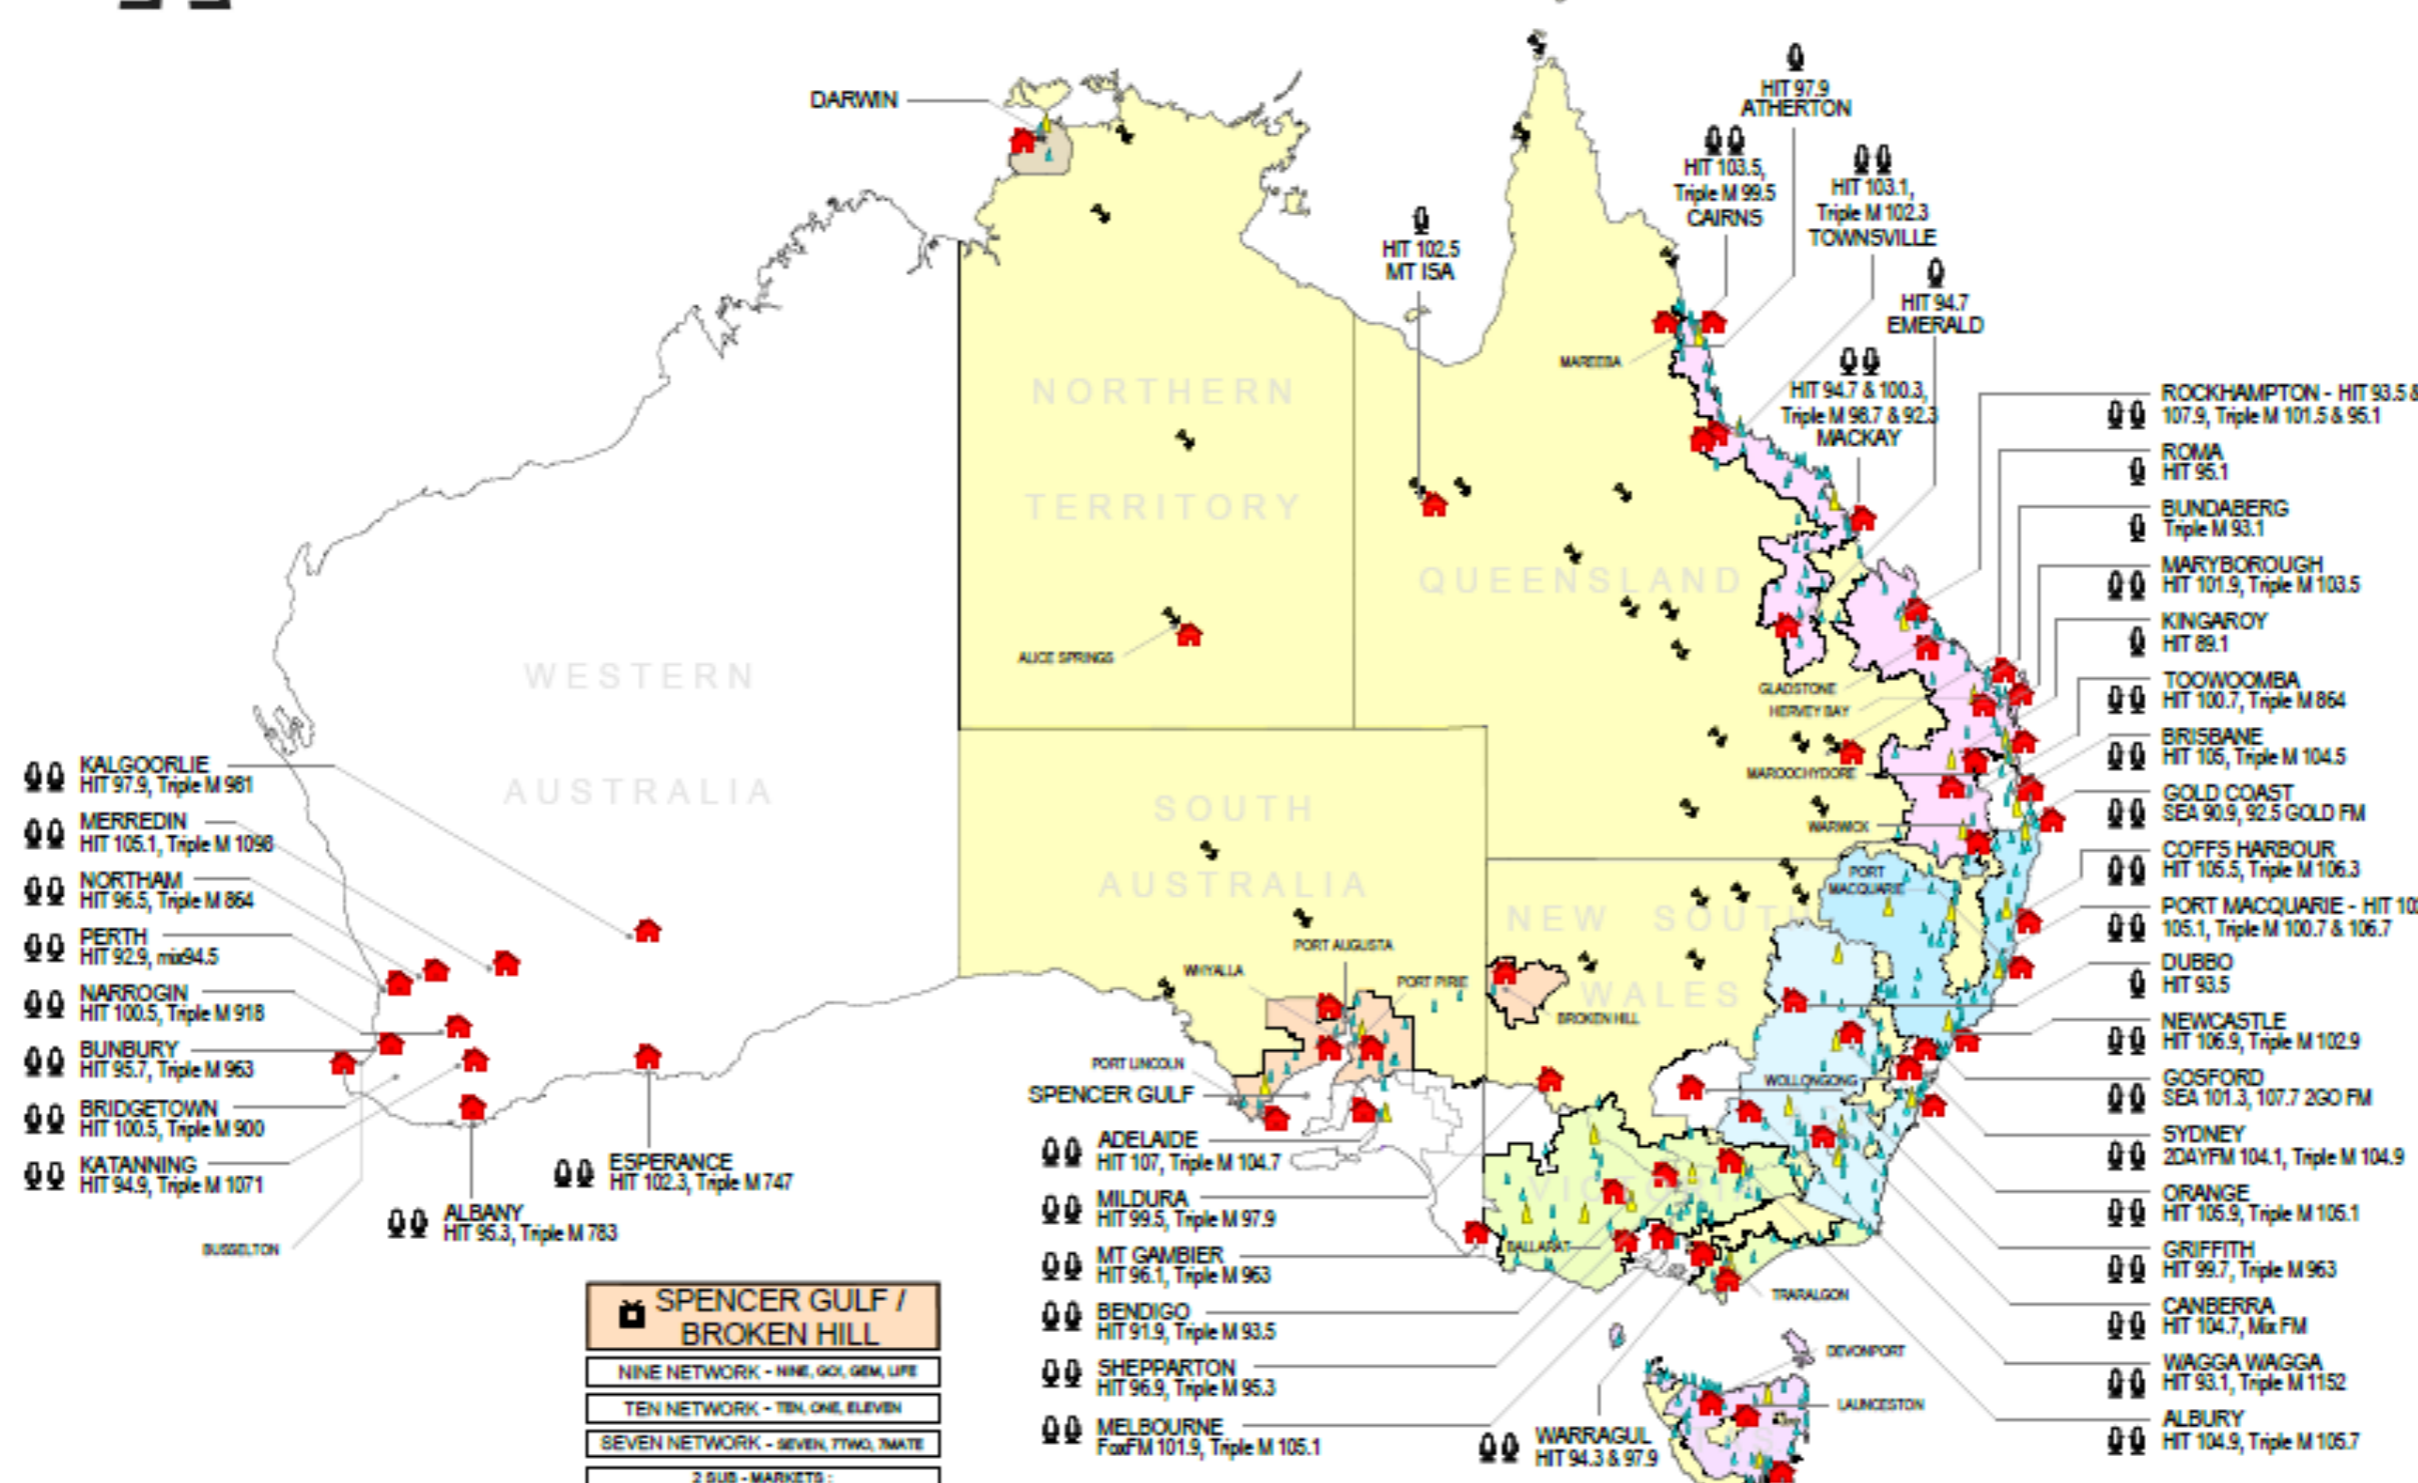 DARWIN
HIT 97.9
ATHERTON
HIT 103.5,
Triple M 99.5
CAIRNS
HIT 103.1,
Triple M 102.3
TOWNSVILLE
HIT 102.5
MT ISA
HIT 94.7
EMERALD
MAREEBA
HIT 94.7 & 100.3,
Triple M 98.7 & 92.3
MACKAY
NORTHERN
TERRITORY
QUEENSLAND
ALICE SPRINGS
WESTERN
AUSTRALIA
SOUTH
AUSTRALIA
NEW SOUTH
WALES
VICTORIA
GLADSTONE
HERVEY BAY
MAROOCHYDORE
WARWICK
PORT
MACQUARIE
PORT AUGUSTA
WHYALLA
PORT PIRIE
BROKEN HILL
PORT LINCOLN
SPENCER GULF
WOLLONGONG
BALLARAT
TRARALGON
DEVONPORT
LAUNCESTON
KALGOORLIE
HIT 97.9, Triple M 981
MERREDIN
HIT 105.1, Triple M 1098
NORTHAM
HIT 96.5, Triple M 864
PERTH
HIT 92.9, mix94.5
NARROGIN
HIT 100.5, Triple M 918
BUNBURY
HIT 95.7, Triple M 963
BRIDGETOWN
HIT 100.5, Triple M 900
KATANNING
HIT 94.9, Triple M 1071
BUSSELTON
ALBANY
HIT 95.3, Triple M 783
ESPERANCE
HIT 102.3, Triple M 747
ADELAIDE
HIT 107, Triple M 104.7
MILDURA
HIT 99.5, Triple M 97.9
MT GAMBIER
HIT 96.1, Triple M 963
BENDIGO
HIT 91.9, Triple M 93.5
SHEPPARTON
HIT 96.9, Triple M 95.3
MELBOURNE
FoxFM 101.9, Triple M 105.1
WARRAGUL
HIT 94.3 & 97.9
ROCKHAMPTON - HIT 93.5 &
107.9, Triple M 101.5 & 95.1
ROMA
HIT 95.1
BUNDABERG
Triple M 93.1
MARYBOROUGH
HIT 101.9, Triple M 103.5
KINGAROY
HIT 89.1
TOOWOOMBA
HIT 100.7, Triple M 864
BRISBANE
HIT 105, Triple M 104.5
GOLD COAST
SEA 90.9, 92.5 GOLD FM
COFFS HARBOUR
HIT 105.5, Triple M 106.3
PORT MACQUARIE - HIT
105.1, Triple M 100.7 & 106.7
DUBBO
HIT 93.5
NEWCASTLE
HIT 106.9, Triple M 102.9
GOSFORD
SEA 101.3, 107.7 2GO FM
SYDNEY
2DAYFM 104.1, Triple M 104.9
ORANGE
HIT 105.9, Triple M 105.1
GRIFFITH
HIT 99.7, Triple M 963
CANBERRA
HIT 104.7, Mix FM
WAGGA WAGGA
HIT 93.1, Triple M 1152
ALBURY
HIT 104.9, Triple M 105.7
SPENCER GULF /
BROKEN HILL
NINE NETWORK - NINE, GO!, GEM, LIFE
TEN NETWORK - TEN, ONE, ELEVEN
SEVEN NETWORK - SEVEN, 7TWO, 7MATE
2 SUB - MARKETS :